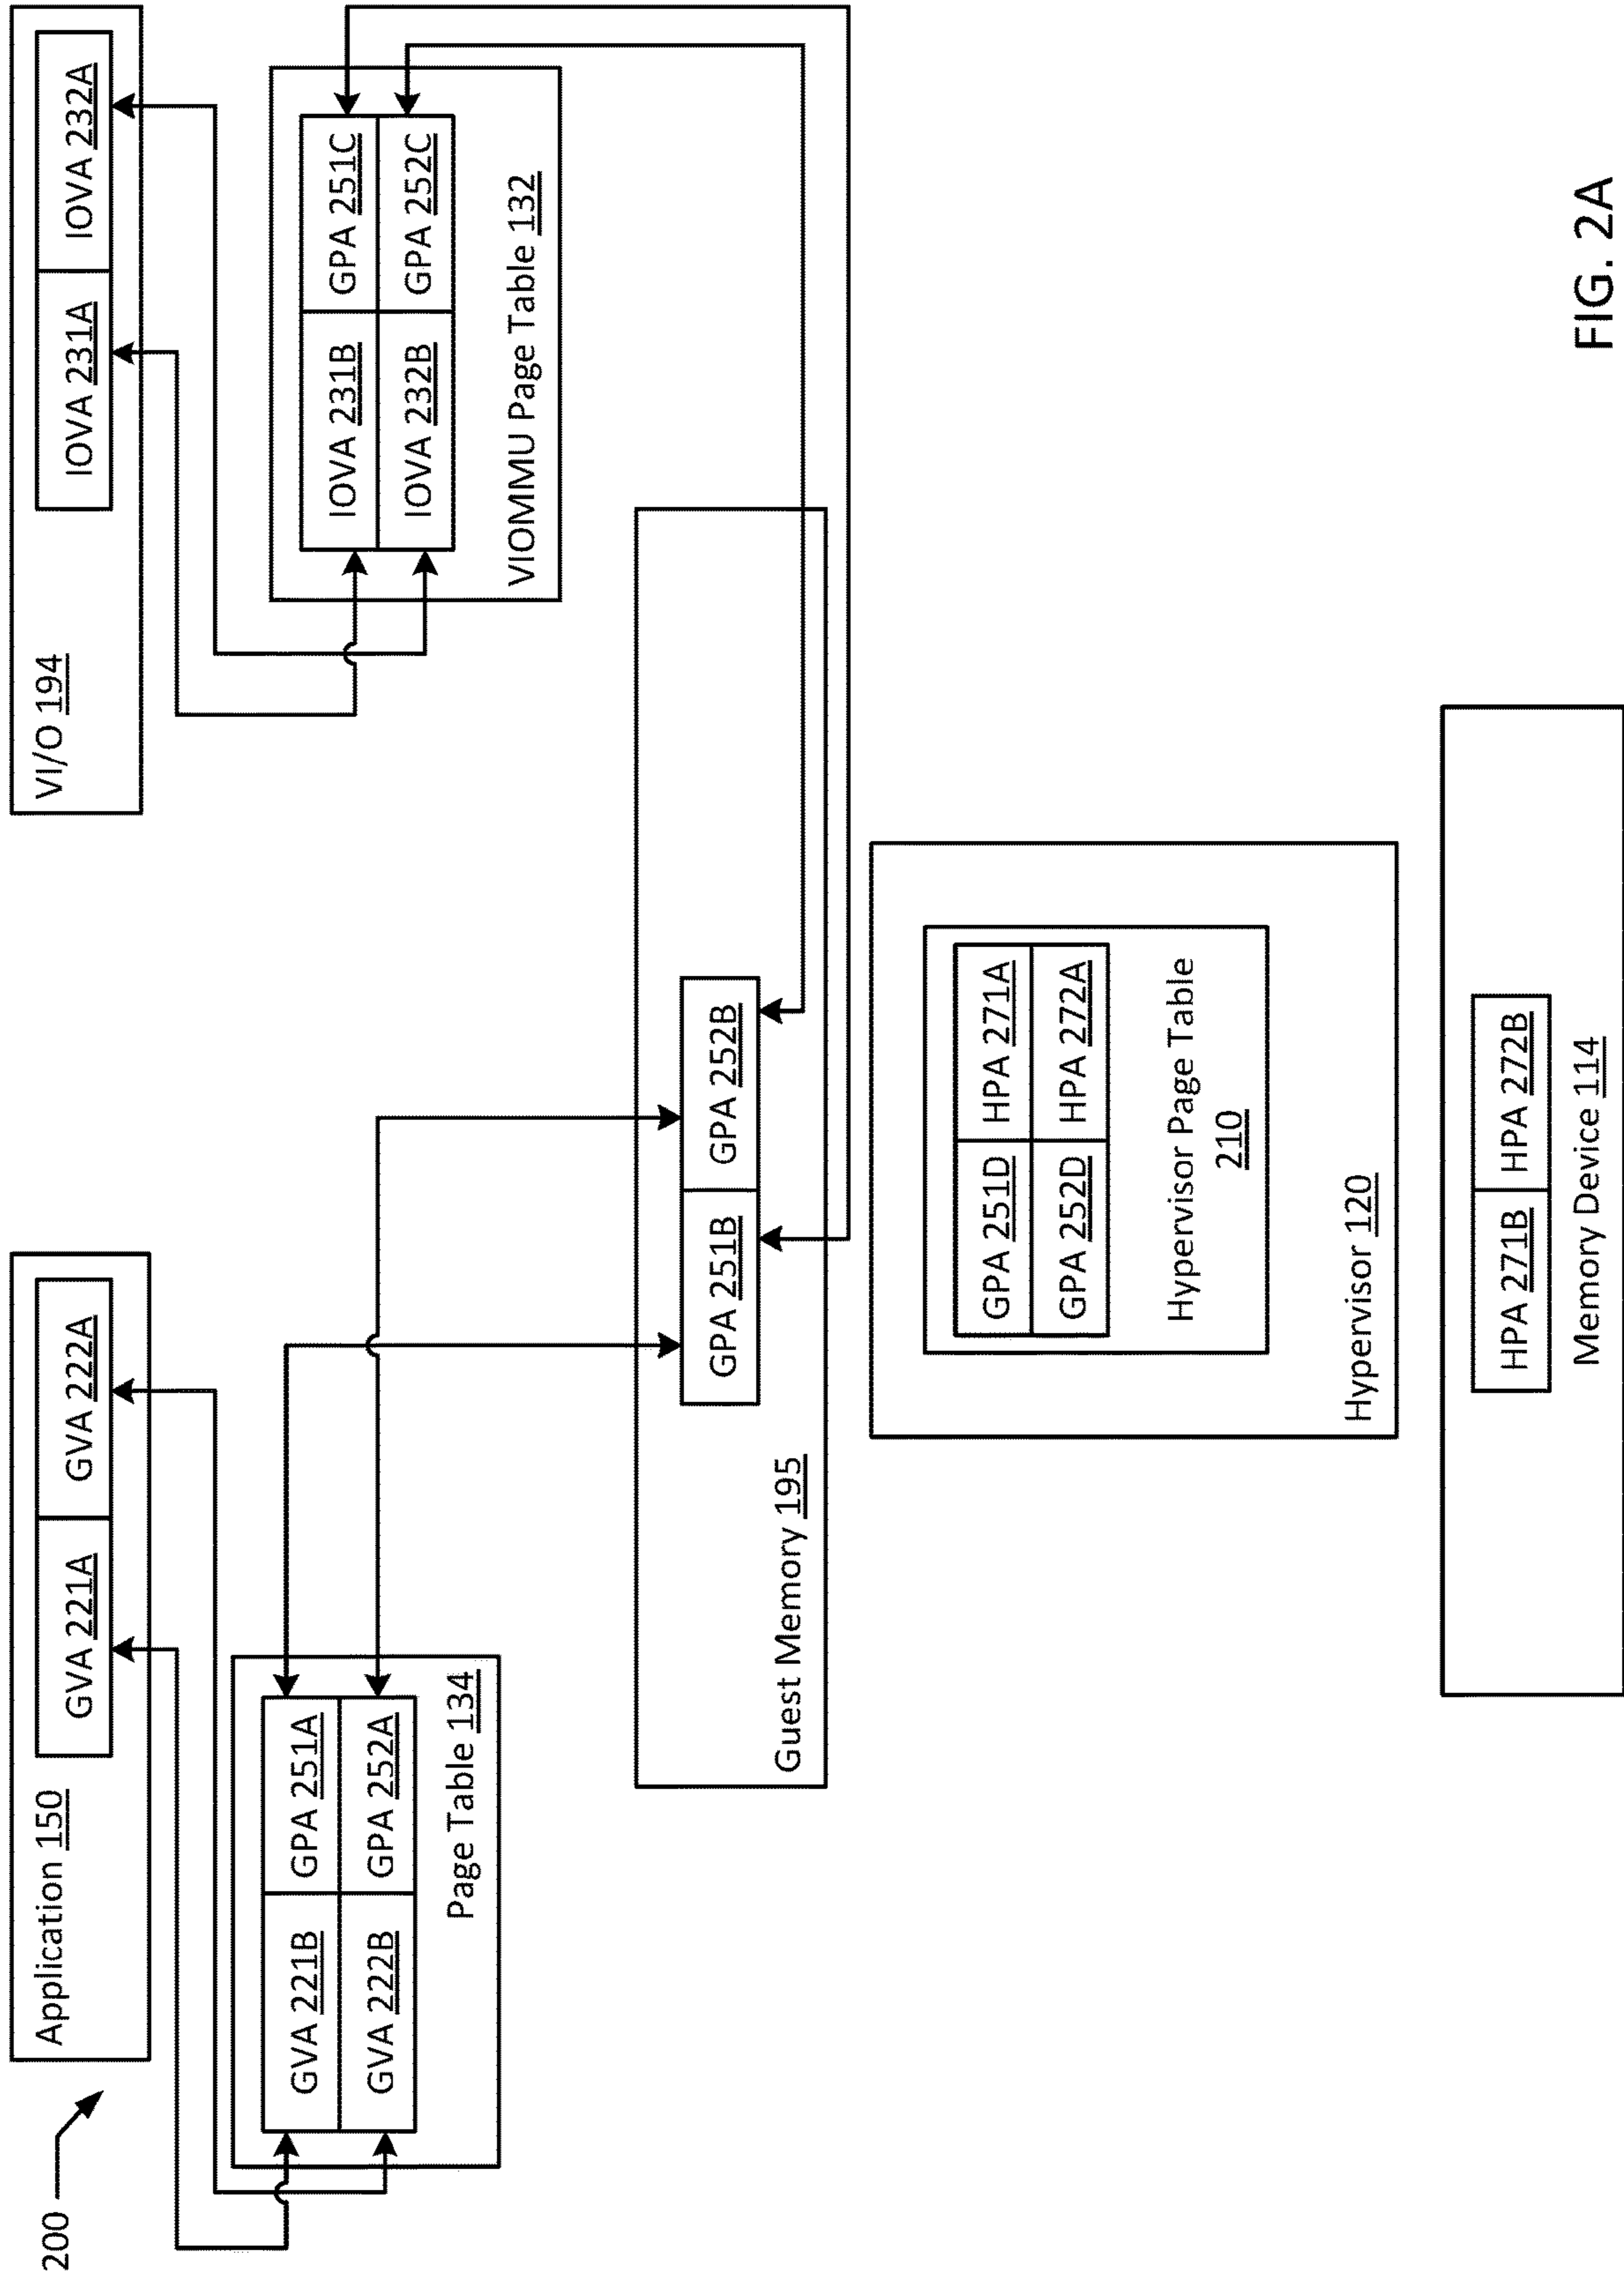 200
Application 150
GVA 221A
GVA 222A
VI/O 194
IOVA 231A
IOVA 232A
GVA 221B
GPA 251A
GVA 222B
GPA 252A
Page Table 134
IOVA 231B
GPA 251C
IOVA 232B
GPA 252C
VIOMMU Page Table 132
GPA 251B
GPA 252B
Guest Memory 195
GPA 251D
HPA 271A
GPA 252D
HPA 272A
Hypervisor Page Table
210
Hypervisor 120
HPA 271B
HPA 272B
Memory Device 114
FIG. 2A